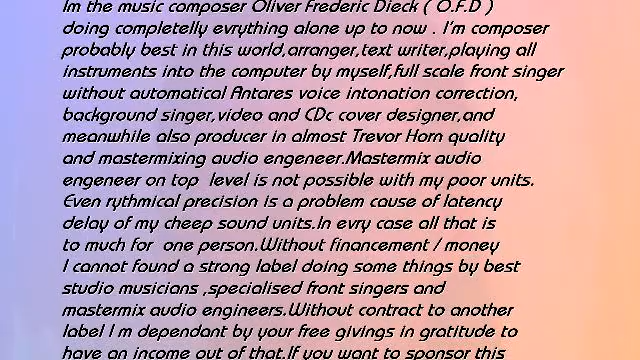 Im the music composer Oliver Frederic Dieck ( O.F.D )
doing completelly evrything alone up to now . I'm composer
probably best in this world,arranger,text writer,playing all
instruments into the computer by myself,full scale front singer
without automatical Antares voice intonation correction,
background singer,video and CDc cover designer,and
meanwhile also producer in almost Trevor Horn quality
and mastermixing audio engeneer.Mastermix audio
engeneer on top  level is not possible with my poor units.
Even rythmical precision is a problem cause of latency
delay of my cheep sound units.In evry case all that is
to much for  one person.Without financement / money
I cannot found a strong label doing some things by best
studio musicians ,specialised front singers and
mastermix audio engineers.Without contract to another
label I m dependant by your free givings in gratitude to
have an income out of that.If you want to sponsor this